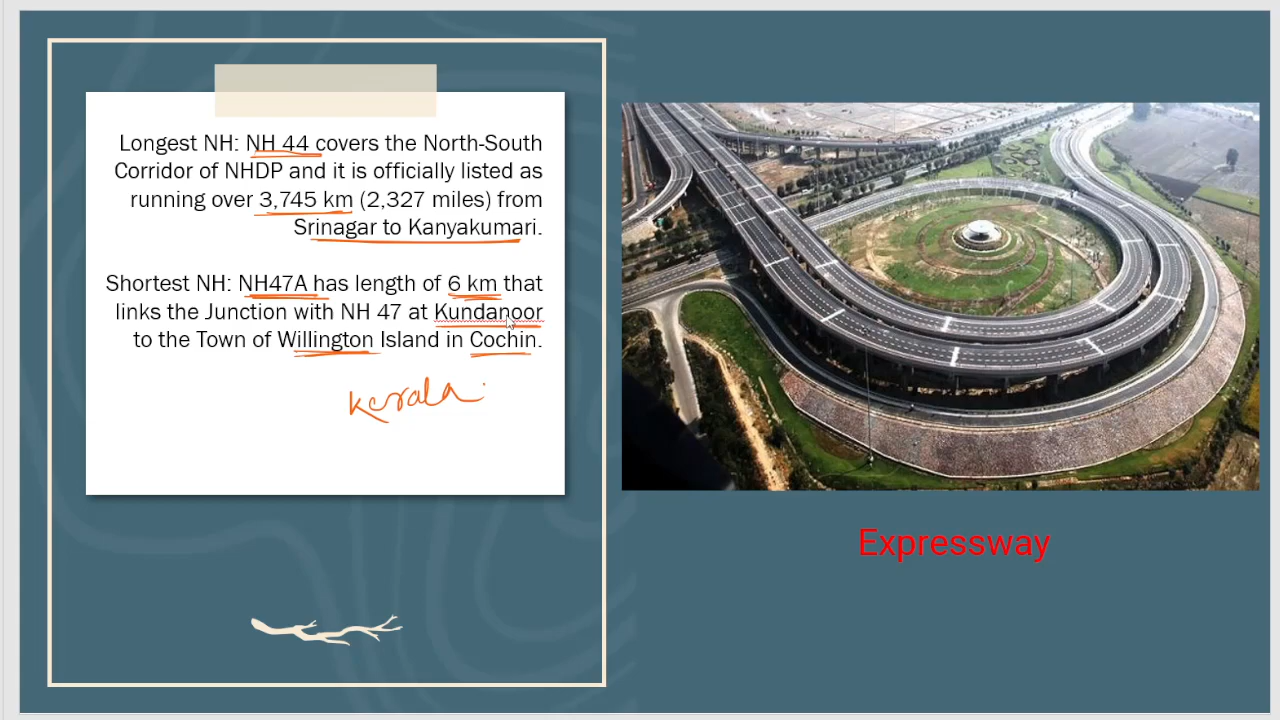 Longest NH: NH 44 covers the North-South
Corridor of NHDP and it is officially listed as
running over 3,745 km (2,327 miles) from
Srinagar to Kanyakumari.
Shortest NH: NH47A has length of 6 km that
links the Junction with NH 47 at Kundanoor
to the Town of Willington Island in Cochin.
Kerala
Expressway